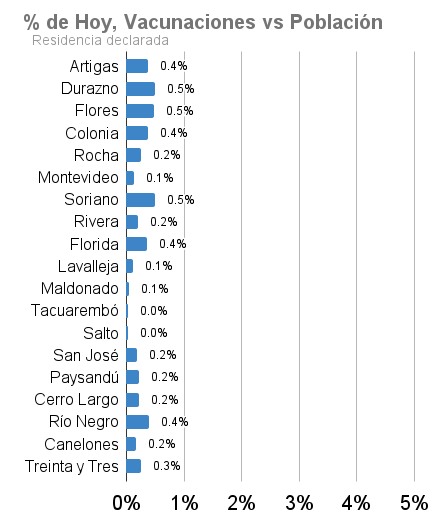 % de Hoy, Vacunaciones vs Población
Residencia declarada
Artigas 0.4%
Durazno 0.5%
Flores 0.5%
Colonia 0.4%
Rocha 0.2%
Montevideo 0.1%
Soriano 0.5%
Rivera 0.2%
Florida 0.4%
Lavalleja 0.1%
Maldonado 0.1%
Tacuarembó 0.0%
Salto 0.0%
San José 0.2%
Paysandú 0.2%
Cerro Largo 0.2%
Río Negro 0.4%
Canelones 0.2%
Treinta y Tres 0.3%
0% 1% 2% 3% 4% 5%